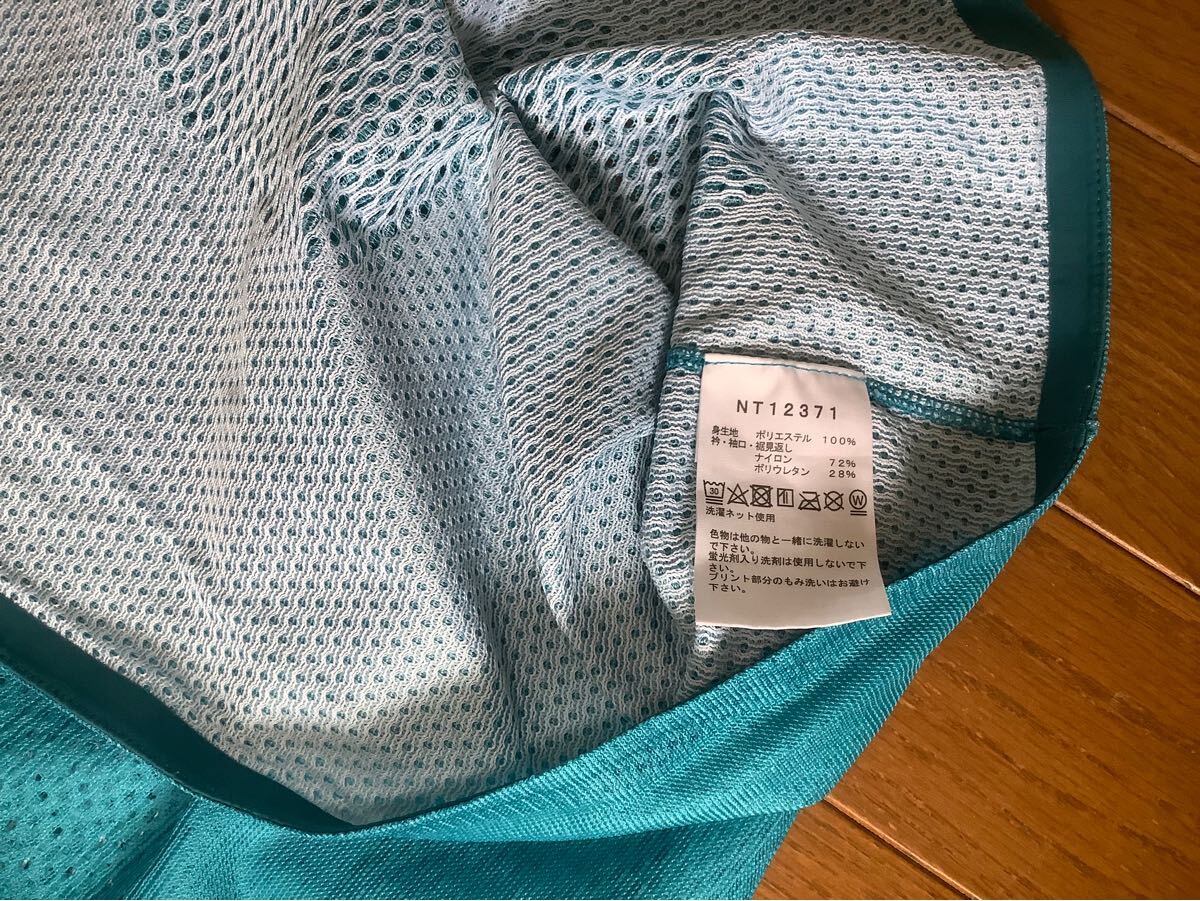 NT12371
身生地 ポリエステル 100%
衿・袖口・裾見返し
ナイロン 72%
ポリウレタン 28%
30 W
洗濯ネット使用
色物は他の物と一緒に洗濯しない
で下さい。
蛍光剤入り洗剤は使用しないで下
さい。
プリント部分のもみ洗いはお避け
下さい。